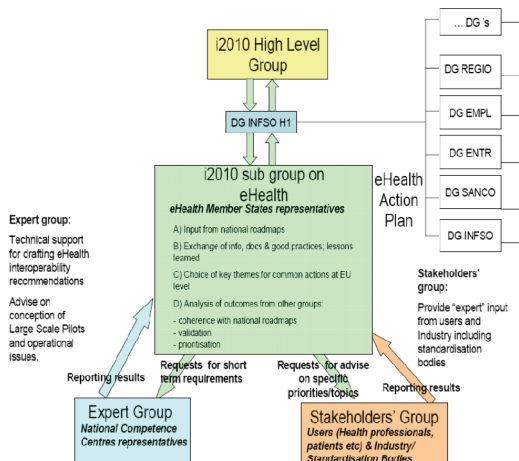 i2010 High Level
Group
DG INFSO H1
... DG 's
DG REGIO
DG EMPL
DG ENTR
DG SANCO
DG INFSO
eHealth
Action
Plan
i2010 sub group on
eHealth
eHealth Member States representatives
A) Input from national roadmaps
B) Exchange of info, docs & good practices; lessons
learned
C) Choice of key themes for common actions at EU
level
D) Analysis of outcomes from other groups:
- coherence with national roadmaps
- validation
- prioritisation
Expert group:
Technical support
for drafting eHealth
interoperability
recommendations
Advise on
conception of
Large Scale Pilots
and operational
issues.
Stakeholders'
group:
Provide "expert" input
from users and
Industry including
standardisation
bodies
Reporting results
Requests for short
term requirements
Requests for advise
on specific
priorities/topics
Reporting results
Expert Group
National Competence
Centres representatives
Stakeholders' Group
Users (Health professionals,
patients etc) & Industry/
Standardisation Bodies